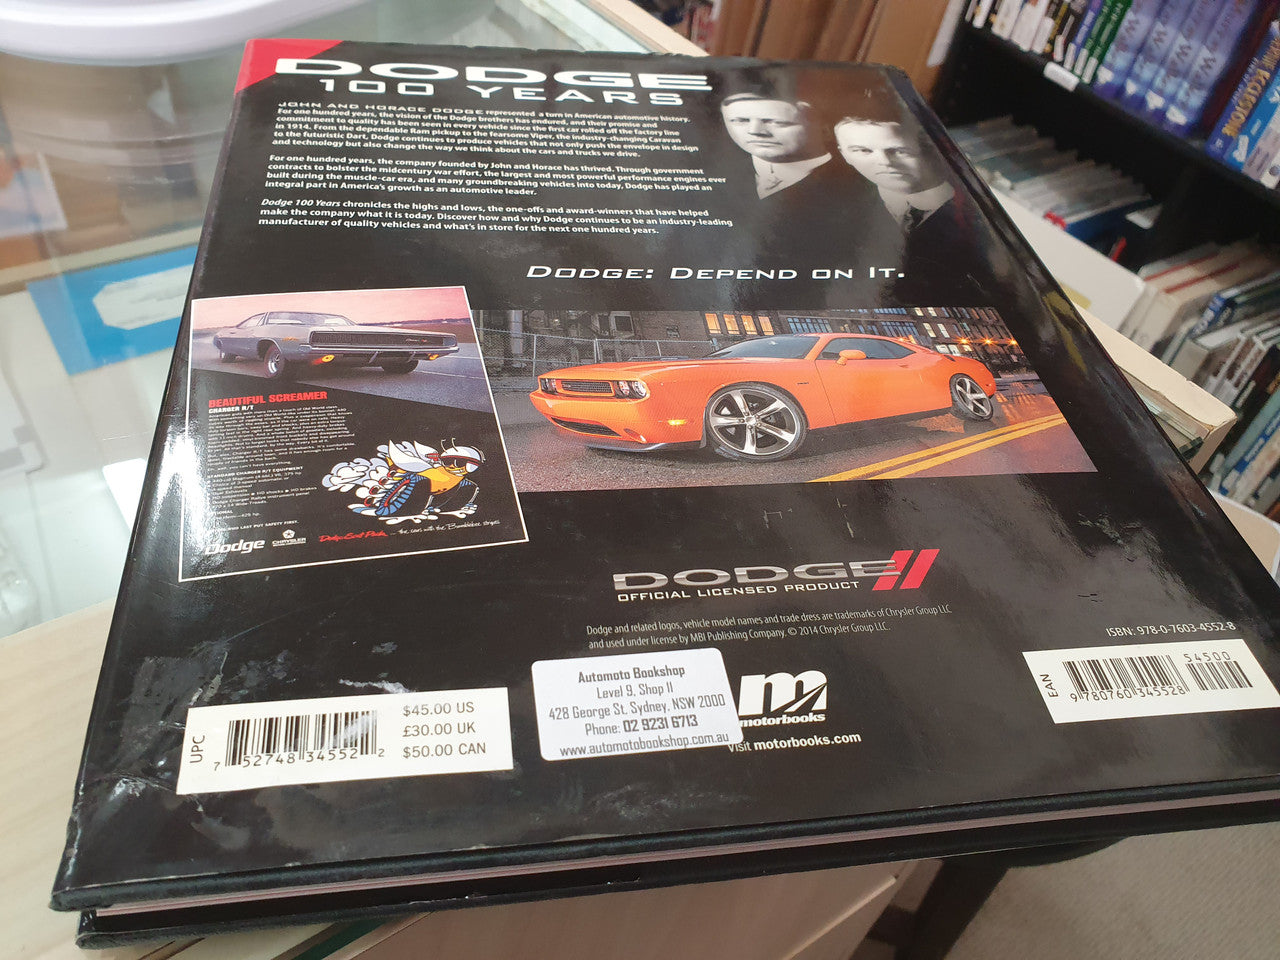 DODGE
100 YEARS
JOHN AND HORACE DODGE represented a turn in American automotive history.
For one hundred years, the vision of the Dodge brothers has endured, and their promise and
commitment to quality has been seen in every vehicle since the first car rolled off the factory line
in 1914. From the dependable Ram pickup to the Fearsome Viper, the industry-changing Caravan
to the futuristic Dart, Dodge continues to produce vehicles that not only push the envelope in design
and technology but also change the way we think about the cars and trucks we drive.
For one hundred years, the company founded by John and Horace has thrived. Through government
contracts to bolster the midcentury war effort, the largest and most powerful performance engines ever
built during the muscle-car era, and many groundbreaking vehicles into today, Dodge has played an
integral part in America's growth as an automotive leader.
Dodge 100 Years chronicles the highs and lows, the one-offs and award-winners that have helped
make the company what it is today. Discover how and why Dodge continues to be an industry-leading
manufacturer of quality vehicles and what's in store for the next one hundred years.
DODGE: DEPEND ON IT.
BEAUTIFUL SCREAMER
CHARGER R/T
Dodge
CHRYSLER
... the cars with the Bumblebee stripes
DODGE
OFFICIAL LICENSED PRODUCT
Dodge and related logos, vehicle model names and trade dress are trademarks of Chrysler Group LLC
and used under license by MBI Publishing Company. © 2014 Chrysler Group LLC.
ISBN: 978-0-7603-4552-8
54500
EAN
9 780760 345528
Automoto Bookshop
Level 9, Shop 11
428 George St. Sydney, NSW 2000
Phone: 02 9231 6713
www.automotobookshop.com.au
m
motorbooks
Visit motorbooks.com
UPC
7 52748 34552 2
$45.00 US
£30.00 UK
$50.00 CAN